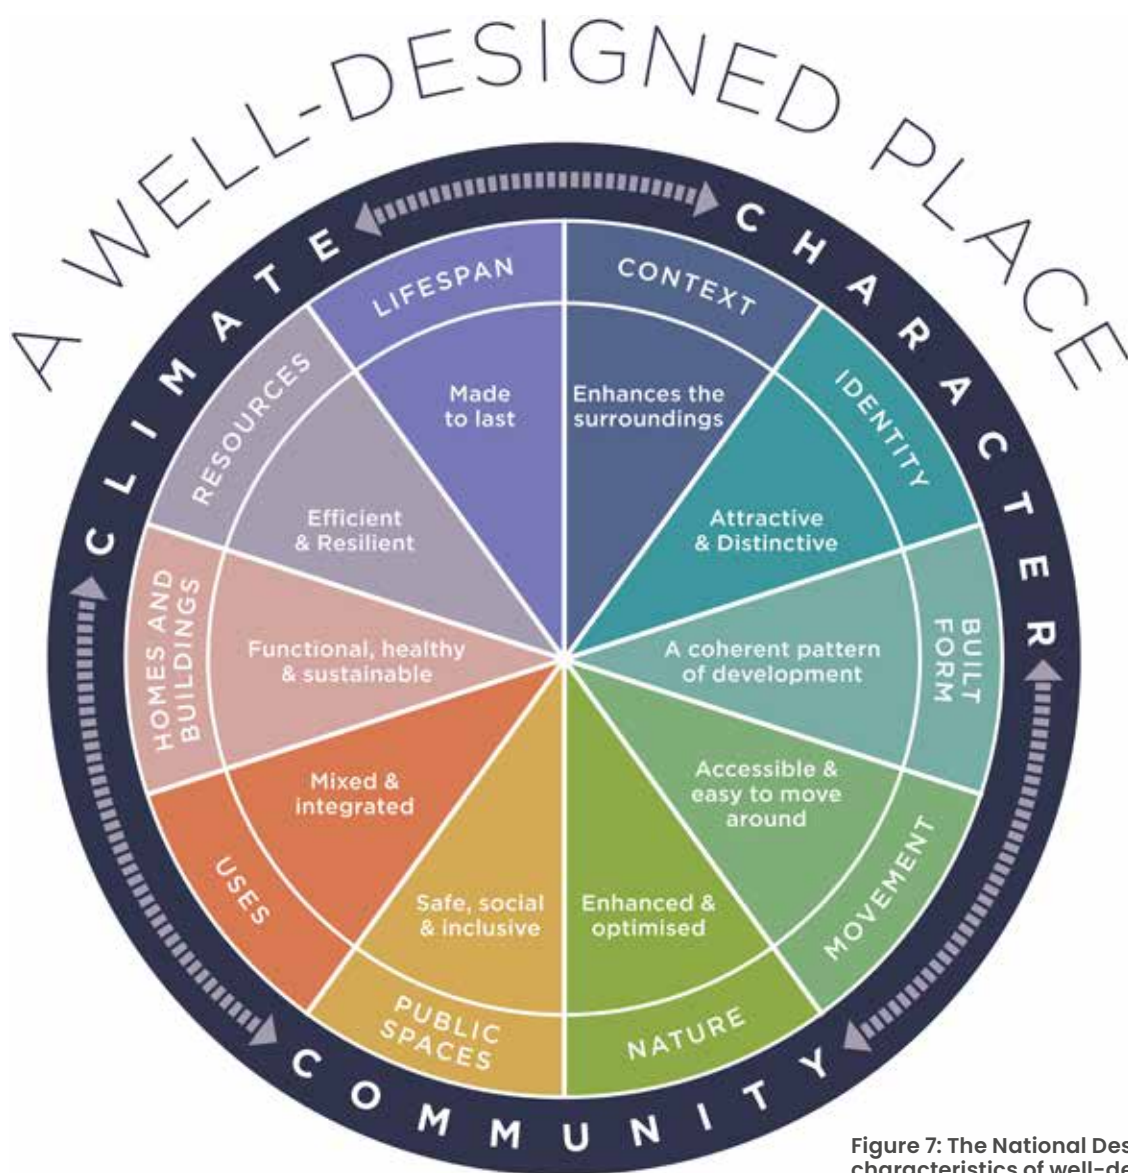 A WELL-DESIGNED PLACE
CLIMATE
CHARACTER
COMMUNITY
LIFESPAN
Made
to last
CONTEXT
Enhances the
surroundings
IDENTITY
Attractive
& Distinctive
BUILT
FORM
A coherent pattern
of development
MOVEMENT
Accessible &
easy to move
around
NATURE
Enhanced &
optimised
PUBLIC
SPACES
Safe, social
& inclusive
USES
Mixed &
integrated
HOMES AND
BUILDINGS
Functional, healthy
& sustainable
RESOURCES
Efficient
& Resilient
Figure 7: The National Des
characteristics of well-de